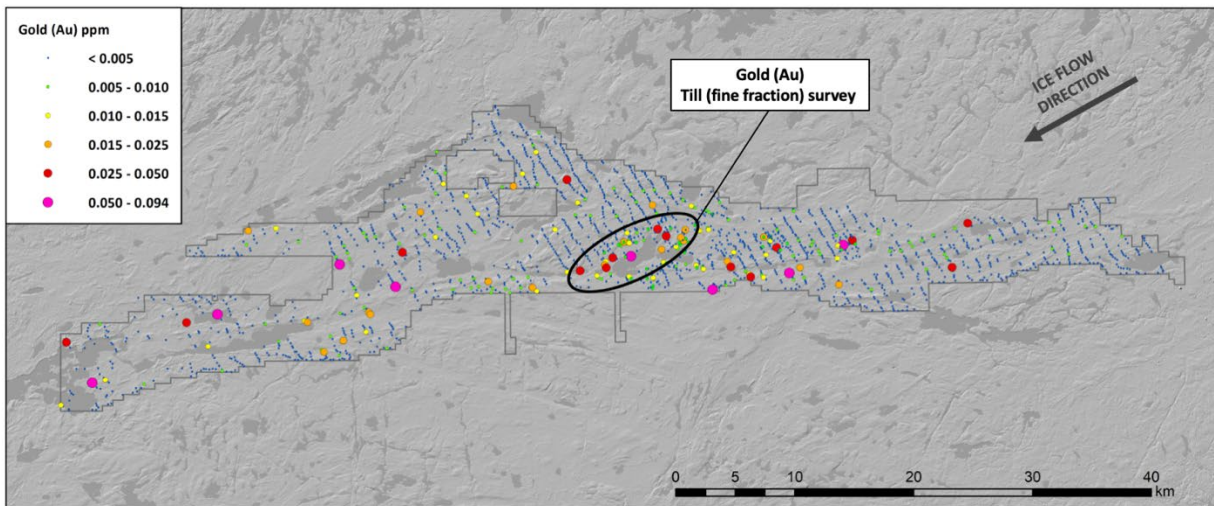 Gold (Au) ppm
< 0.005
0.005 - 0.010
0.010 - 0.015
0.015 - 0.025
0.025 - 0.050
0.050 - 0.094
Gold (Au)
Till (fine fraction) survey
ICE FLOW
DIRECTION
0 5 10 20 30 40
km